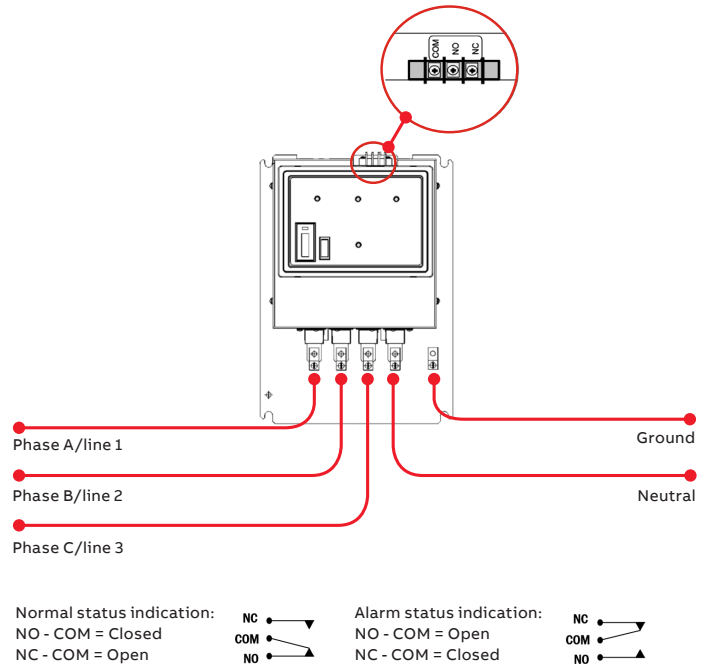 COM
NO
NC
Phase A/line 1
Ground
Phase B/line 2
Neutral
Phase C/line 3
Normal status indication:
NO - COM = Closed
NC - COM = Open
NC
COM
NO
Alarm status indication:
NO - COM = Open
NC - COM = Closed
NC
COM
NO